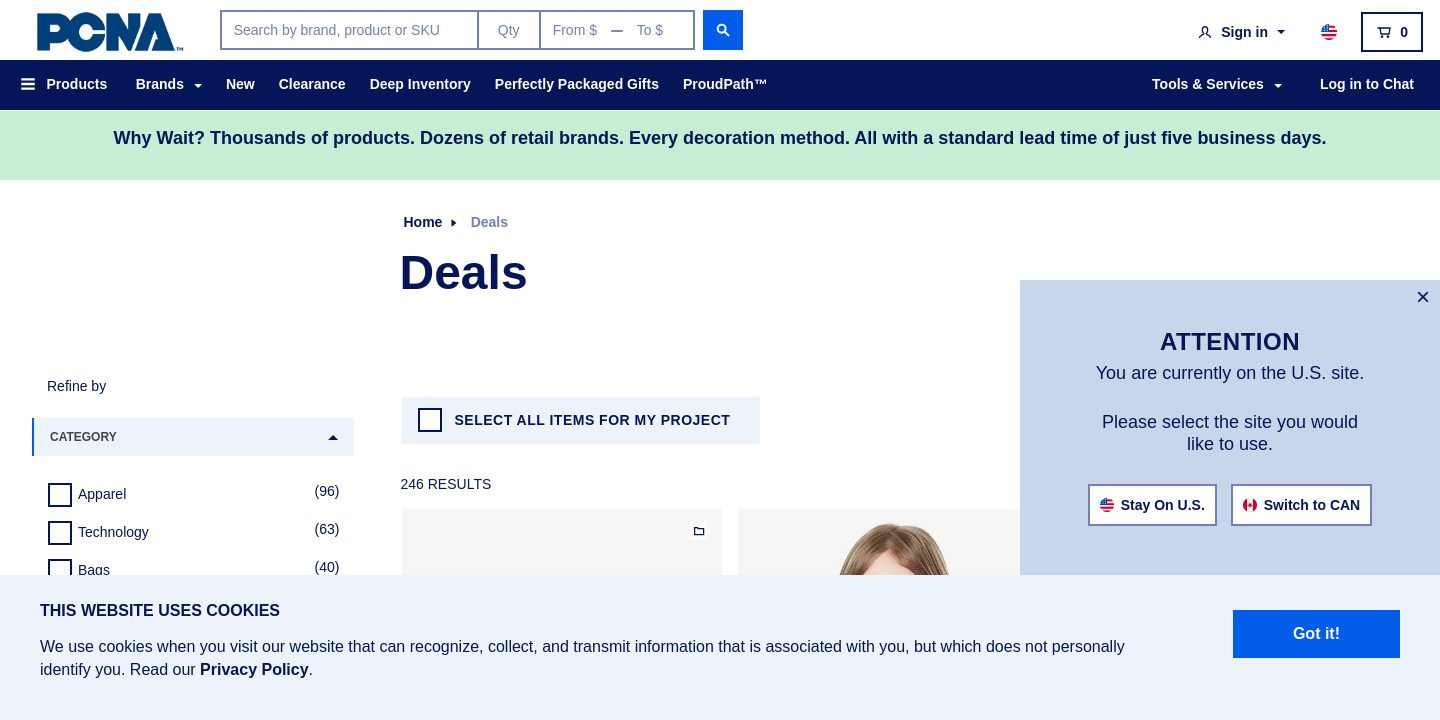 PCNA™
Search by brand, product or SKU
Qty
From $ — To $
Sign in
0
Products
Brands
New
Clearance
Deep Inventory
Perfectly Packaged Gifts
ProudPath™
Tools & Services
Log in to Chat
Why Wait? Thousands of products. Dozens of retail brands. Every decoration method. All with a standard lead time of just five business days.
Home
Deals
Deals
ATTENTION
You are currently on the U.S. site.
Please select the site you would
like to use.
Stay On U.S.
Switch to CAN
Refine by
CATEGORY
Apparel (96)
Technology (63)
Bags (40)
SELECT ALL ITEMS FOR MY PROJECT
246 RESULTS
THIS WEBSITE USES COOKIES
We use cookies when you visit our website that can recognize, collect, and transmit information that is associated with you, but which does not personally
identify you. Read our Privacy Policy.
Got it!